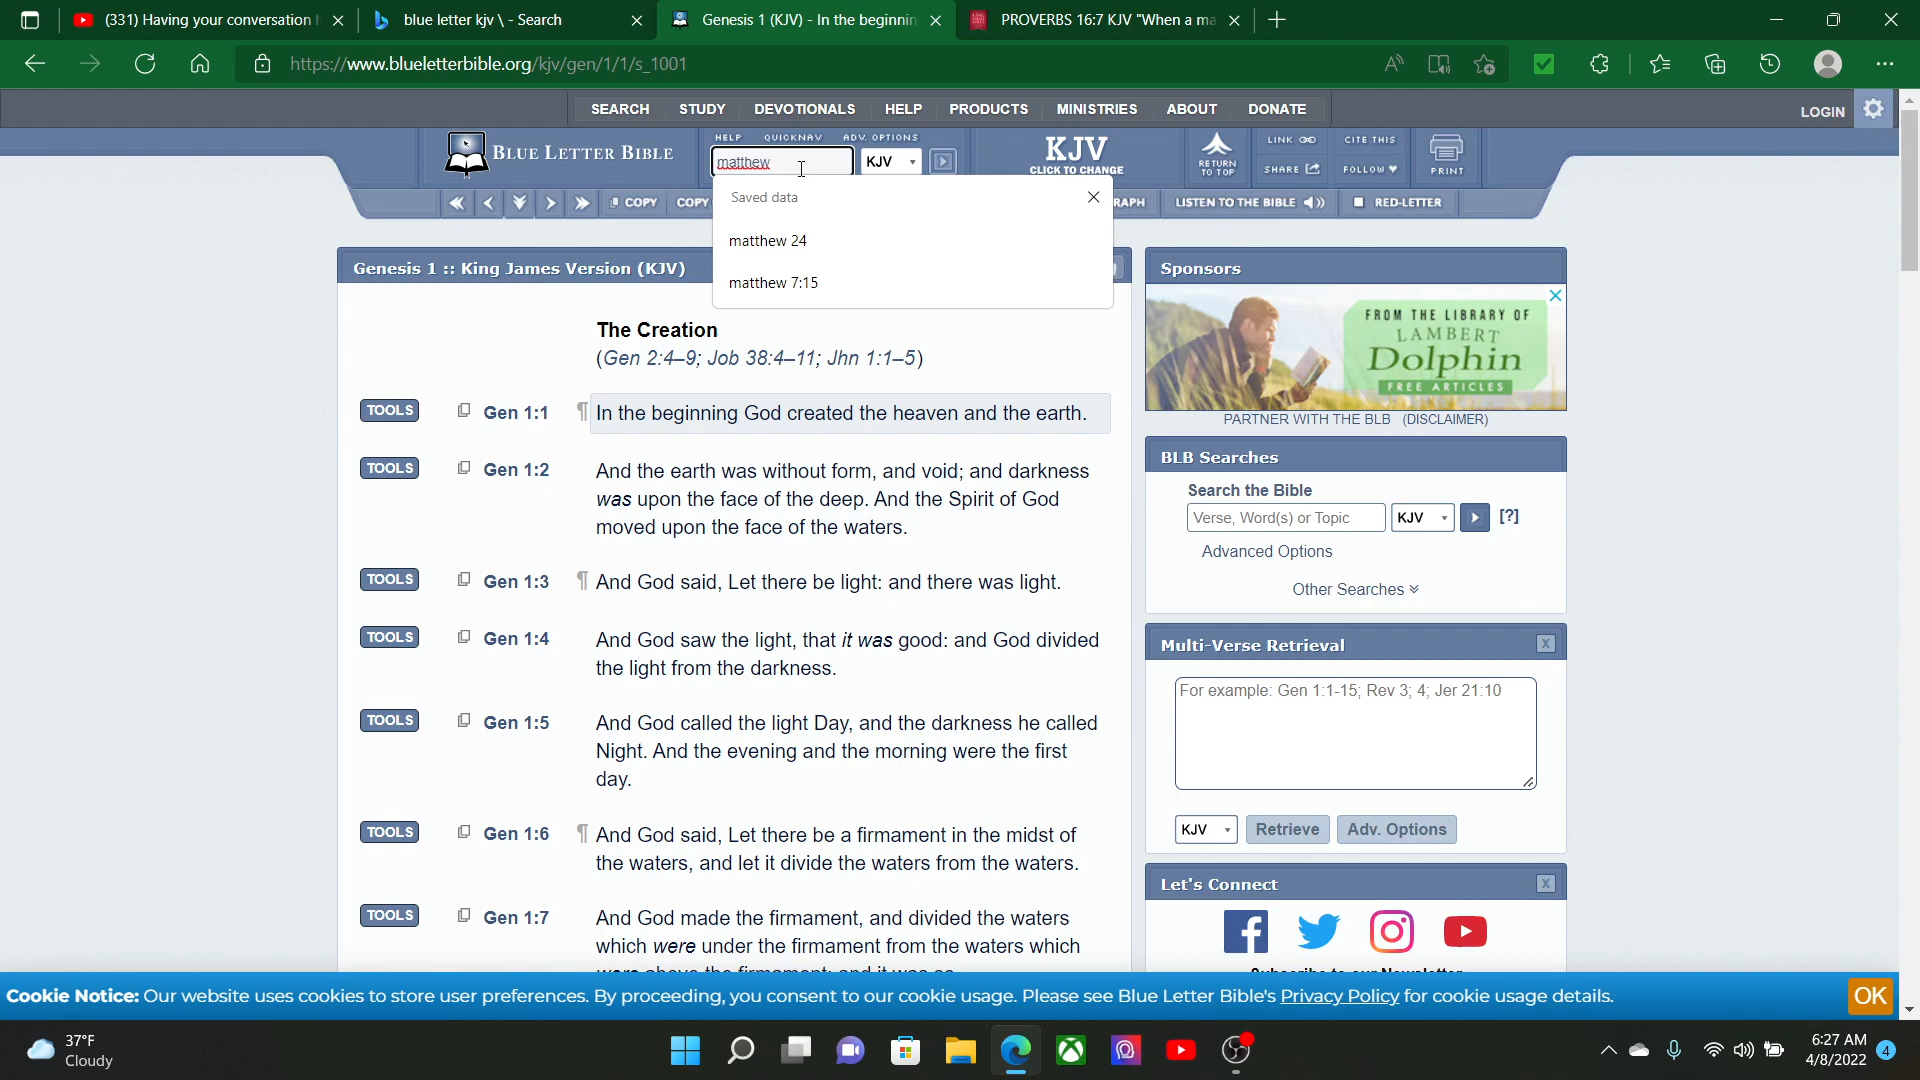 (331) Having your conversation h
blue letter kjv \ - Search
Genesis 1 (KJV) - In the beginnin
PROVERBS 16:7 KJV "When a ma
https://www.blueletterbible.org/kjv/gen/1/1/s_1001
SEARCH STUDY DEVOTIONALS HELP PRODUCTS MINISTRIES ABOUT DONATE
LOGIN
BLUE LETTER BIBLE
HELP QUICKNAV ADV. OPTIONS
matthew
KJV
KJV
CLICK TO CHANGE
RETURN
TO TOP
LINK
CITE THIS
SHARE
FOLLOW
PRINT
COPY
COPY
RAPH
LISTEN TO THE BIBLE
RED-LETTER
Saved data
matthew 24
matthew 7:15
Genesis 1 :: King James Version (KJV)
The Creation
(Gen 2:4–9; Job 38:4–11; Jhn 1:1–5)
TOOLS Gen 1:1 ¶ In the beginning God created the heaven and the earth.
TOOLS Gen 1:2 And the earth was without form, and void; and darkness
was upon the face of the deep. And the Spirit of God
moved upon the face of the waters.
TOOLS Gen 1:3 ¶ And God said, Let there be light: and there was light.
TOOLS Gen 1:4 And God saw the light, that it was good: and God divided
the light from the darkness.
TOOLS Gen 1:5 And God called the light Day, and the darkness he called
Night. And the evening and the morning were the first
day.
TOOLS Gen 1:6 ¶ And God said, Let there be a firmament in the midst of
the waters, and let it divide the waters from the waters.
TOOLS Gen 1:7 And God made the firmament, and divided the waters
which were under the firmament from the waters which
were above the firmament: and it was so.
Sponsors
FROM THE LIBRARY OF
LAMBERT
Dolphin
FREE ARTICLES
PARTNER WITH THE BLB (DISCLAIMER)
BLB Searches
Search the Bible
Verse, Word(s) or Topic
KJV
[?]
Advanced Options
Other Searches
Multi-Verse Retrieval
X
For example: Gen 1:1-15; Rev 3; 4; Jer 21:10
KJV
Retrieve
Adv. Options
Let's Connect
X
Subscribe to our Newsletter
Cookie Notice: Our website uses cookies to store user preferences. By proceeding, you consent to our cookie usage. Please see Blue Letter Bible's Privacy Policy for cookie usage details.
OK
37°F
Cloudy
6:27 AM
4/8/2022
4